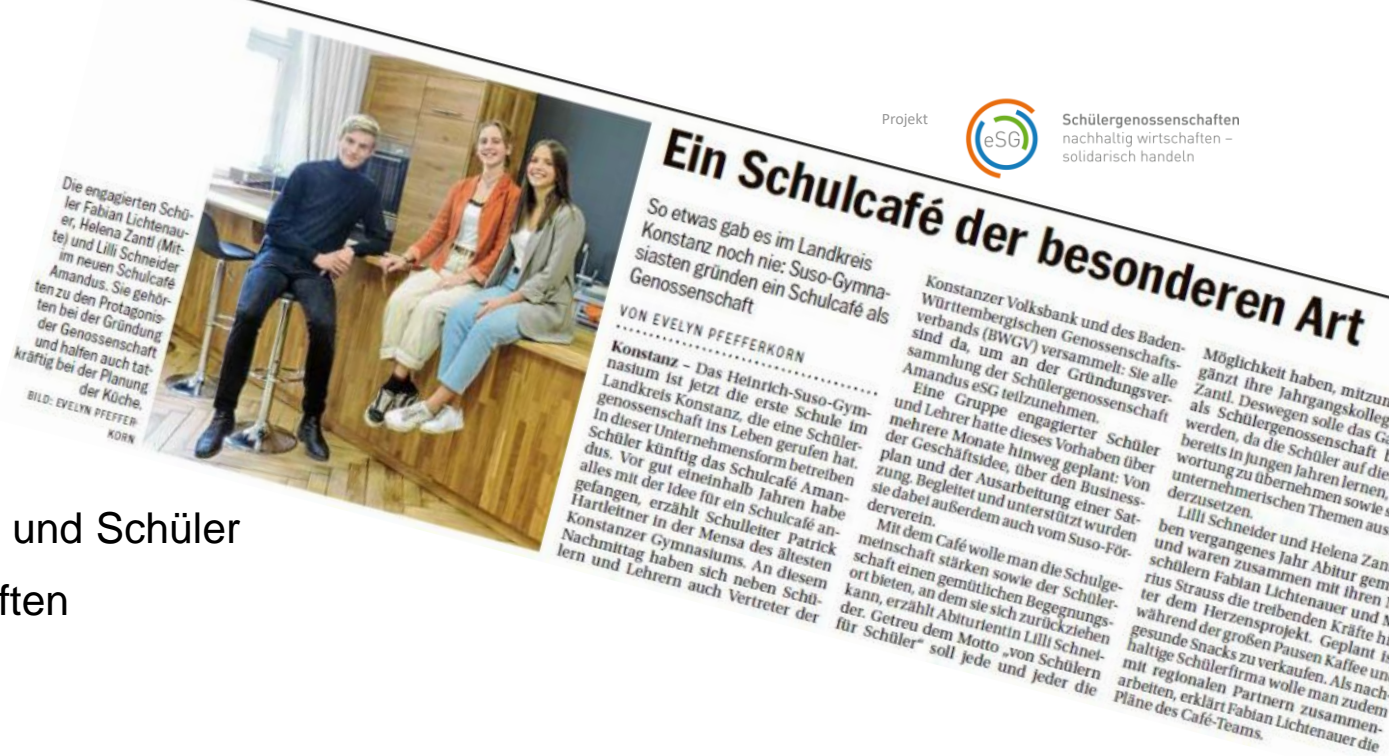 Projekt
eSG
Schülergenossenschaften
nachhaltig wirtschaften –
solidarisch handeln
Ein Schulcafé der besonderen Art
Die engagierten Schü-
ler Fabian Lichtenau-
er, Helena Zantl (Mit-
te) und Lilli Schneider
im neuen Schulcafé
Amandus. Sie gehör-
ten zu den Protagonis-
ten bei der Gründung
der Genossenschaft
und halfen auch tat-
kräftig bei der Planung
der Küche.
BILD: EVELYN PFEFFER-
KORN
So etwas gab es im Landkreis
Konstanz noch nie: Suso-Gymna-
siasten gründen ein Schulcafé als
Genossenschaft
VON EVELYN PFEFFERKORN
Konstanz – Das Heinrich-Suso-Gym-
nasium ist jetzt die erste Schule im
Landkreis Konstanz, die eine Schüler-
genossenschaft ins Leben gerufen hat.
In dieser Unternehmensform betreiben
Schüler künftig das Schulcafé Aman-
dus. Vor gut eineinhalb Jahren habe
alles mit der Idee für ein Schulcafé an-
gefangen, erzählt Schulleiter Patrick
Hartleitner in der Mensa des ältesten
Konstanzer Gymnasiums. An diesem
Nachmittag haben sich neben Schü-
lern und Lehrern auch Vertreter der
Konstanzer Volksbank und des Baden-
Württembergischen Genossenschafts-
verbands (BWGV) versammelt: Sie alle
sind da, um an der Gründungsver-
sammlung der Schülergenossenschaft
Amandus eSG teilzunehmen.
Eine Gruppe engagierter Schüler
und Lehrer hatte dieses Vorhaben über
mehrere Monate hinweg geplant: Von
der Geschäftsidee, über den Business-
plan und der Ausarbeitung einer Sat-
zung. Begleitet und unterstützt wurden
sie dabei außerdem auch vom Suso-För-
derverein.
Mit dem Café wolle man die Schulge-
meinschaft stärken sowie der Schüler-
schaft einen gemütlichen Begegnungs-
ort bieten, an dem sie sich zurückziehen
kann, erzählt Abiturientin Lilli Schnei-
der. Getreu dem Motto „von Schülern
für Schüler“ soll jede und jeder die
Möglichkeit haben, mitzu
gänzt ihre Jahrgangskolleg
Zantl. Deswegen solle das
als Schülergenossenschaft
werden, da die Schüler auf die
bereits in jungen Jahren lernen,
wortung zu übernehmen sowie
unternehmerischen Themen aus
derzusetzen.
Lilli Schneider und Helena Zan
ben vergangenes Jahr Abitur gem
und waren zusammen mit ihren
schülern Fabian Lichtenauer und M
rius Strauss die treibenden Kräfte hi
ter dem Herzensprojekt. Geplant is
während der großen Pausen Kaffee und
gesunde Snacks zu verkaufen. Als nach-
haltige Schülerfirma wolle man zudem
mit regionalen Partnern zusammen-
arbeiten, erklärt Fabian Lichtenauer die
Pläne des Café-Teams.
und Schüler
ften